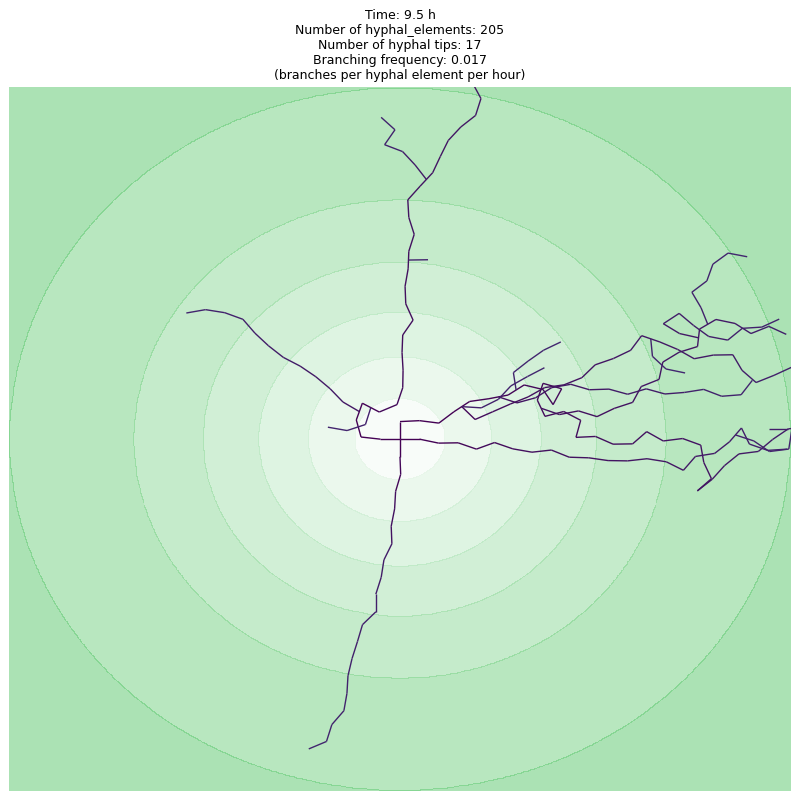 Time: 9.5 h
Number of hyphal_elements: 205
Number of hyphal tips: 17
Branching frequency: 0.017
(branches per hyphal element per hour)